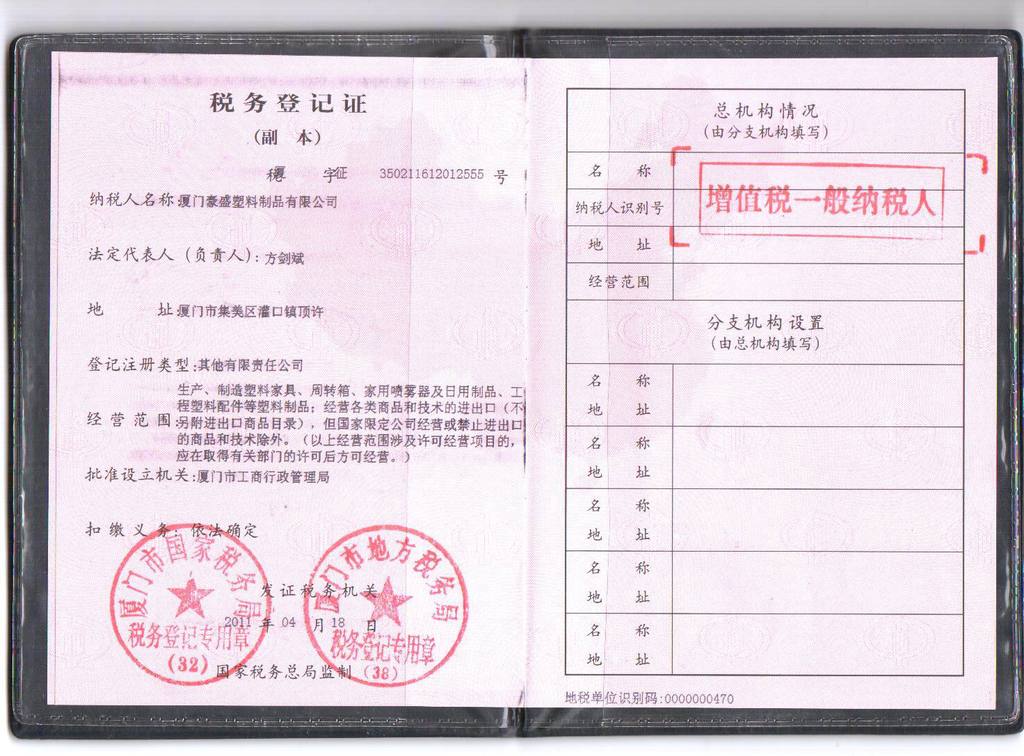 税务登记证
(副 本)
税厦 字征 350211612012555 号
纳税人名称:厦门豪盛塑料制品有限公司
法定代表人(负责人):方剑斌
地 址:厦门市集美区灌口镇顶许
登记注册类型:其他有限责任公司
经营范围:生产、制造塑料家具、周转箱、家用喷雾器及日用制品、工
程塑料配件等塑料制品;经营各类商品和技术的进出口(不
另附进出口商品目录),但国家限定公司经营或禁止进出口
的商品和技术除外。(以上经营范围涉及许可经营项目的,
应在取得有关部门的许可后方可经营。)
批准设立机关:厦门市工商行政管理局
扣缴义务:依法确定
厦门市国家税务局
税务登记专用章
(32)
厦门市地方税务局
税务登记专用章
(38)
发证税务机关
2011 年 04 月 18 日
国家税务总局监制
总机构情况
(由分支机构填写)
名 称
纳税人识别号
地 址
经营范围
增值税一般纳税人
分支机构设置
(由总机构填写)
名 称
地 址
名 称
地 址
名 称
地 址
名 称
地 址
名 称
地 址
地税单位识别码:0000000470